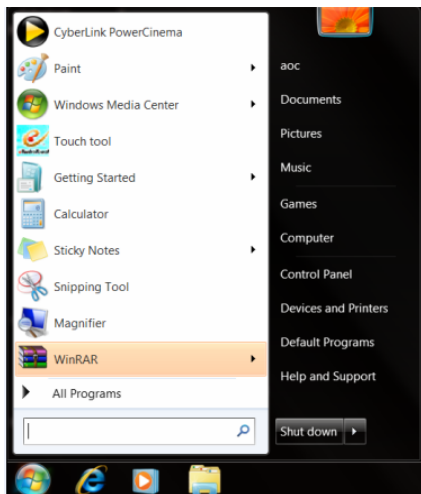 CyberLink PowerCinema
Paint
Windows Media Center
Touch tool
Getting Started
Calculator
Sticky Notes
Snipping Tool
Magnifier
WinRAR
All Programs
aoc
Documents
Pictures
Music
Games
Computer
Control Panel
Devices and Printers
Default Programs
Help and Support
Shut down